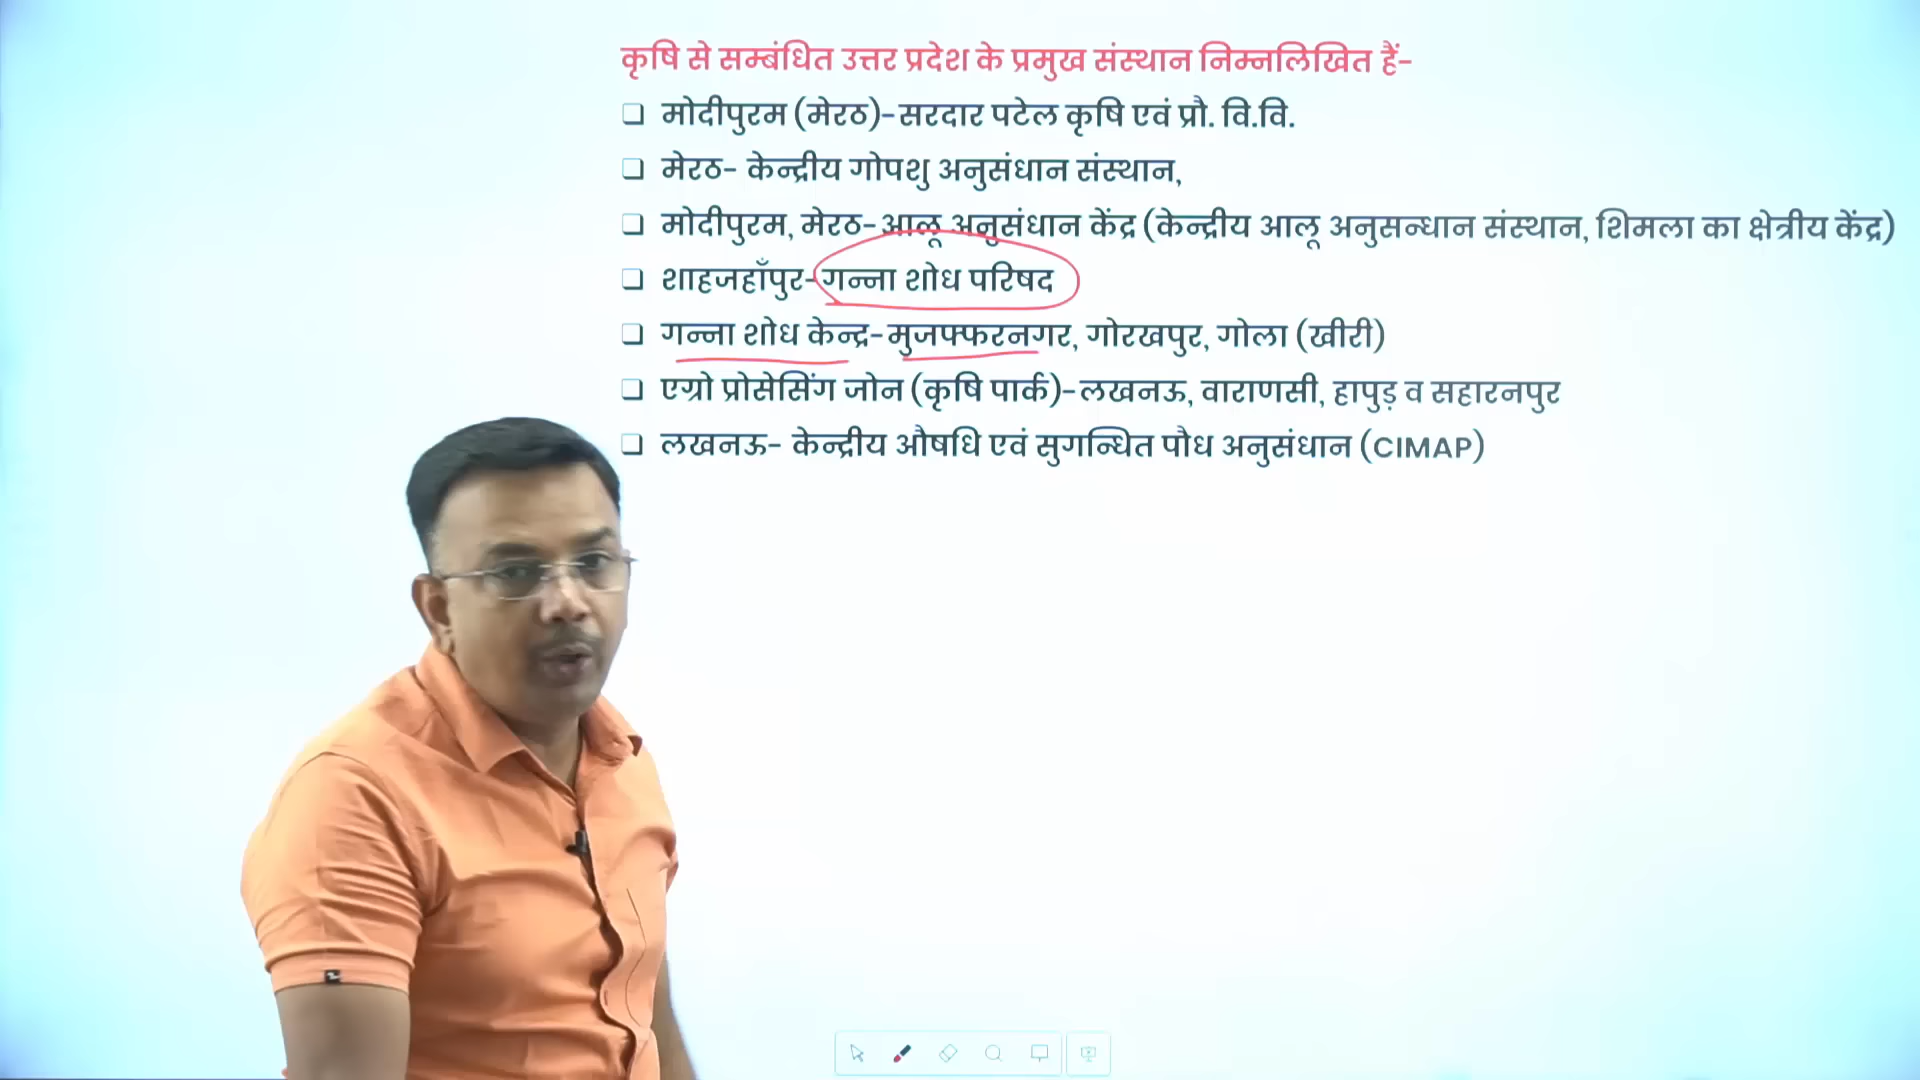 कृषि से सम्बंधित उत्तर प्रदेश के प्रमुख संस्थान निम्नलिखित हैं-
❑ मोदीपुरम (मेरठ)-सरदार पटेल कृषि एवं प्रौ. वि.वि.
❑ मेरठ- केन्द्रीय गोपशु अनुसंधान संस्थान,
❑ मोदीपुरम, मेरठ-आलू अनुसंधान केंद्र (केन्द्रीय आलू अनुसन्धान संस्थान, शिमला का क्षेत्रीय केंद्र)
❑ शाहजहाँपुर-गन्ना शोध परिषद
❑ गन्ना शोध केन्द्र-मुजफ्फरनगर, गोरखपुर, गोला (खीरी)
❑ एग्रो प्रोसेसिंग जोन (कृषि पार्क)-लखनऊ, वाराणसी, हापुड़ व सहारनपुर
❑ लखनऊ- केन्द्रीय औषधि एवं सुगन्धित पौध अनुसंधान (CIMAP)